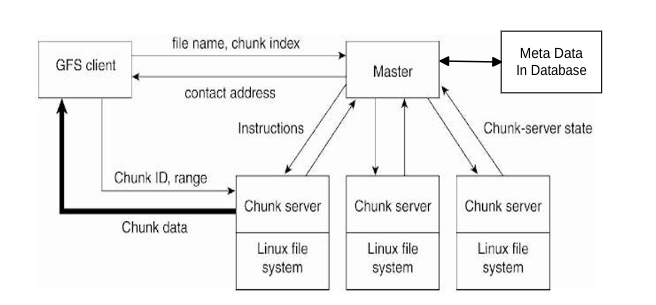 file name, chunk index
GFS client
Master
Meta Data
In Database
contact address
Instructions
Chunk-server state
Chunk ID, range
Chunk data
Chunk server
Chunk server
Chunk server
Linux file
system
Linux file
system
Linux file
system